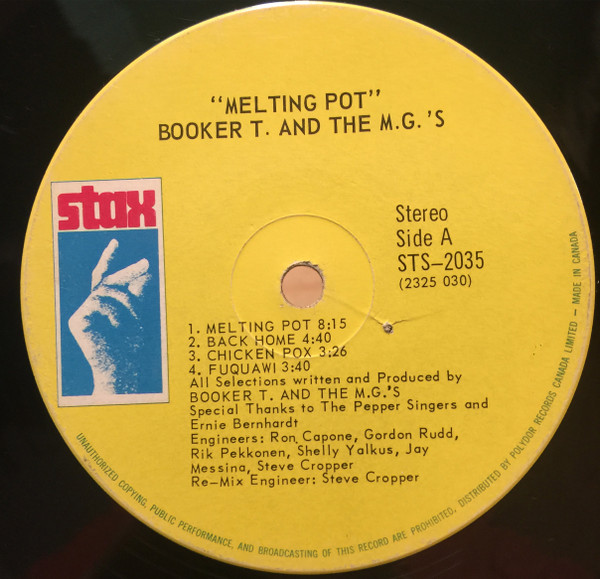 “MELTING POT”
BOOKER T. AND THE M.G.'S
stax
Stereo
Side A
STS–2035
(2325 030)
1. MELTING POT 8:15
2. BACK HOME 4:40
3. CHICKEN POX 3:26
4. FUQUAWI 3:40
All Selections written and Produced by
BOOKER T. AND THE M.G.'S
Special Thanks to The Pepper Singers and
Ernie Bernhardt
Engineers: Ron Capone, Gordon Rudd,
Rik Pekkonen, Shelly Yalkus, Jay
Messina, Steve Cropper
Re–Mix Engineer: Steve Cropper
UNAUTHORIZED COPYING, PUBLIC PERFORMANCE, AND BROADCASTING OF THIS RECORD ARE PROHIBITED. DISTRIBUTED BY POLYDOR RECORDS CANADA LIMITED – MADE IN CANADA